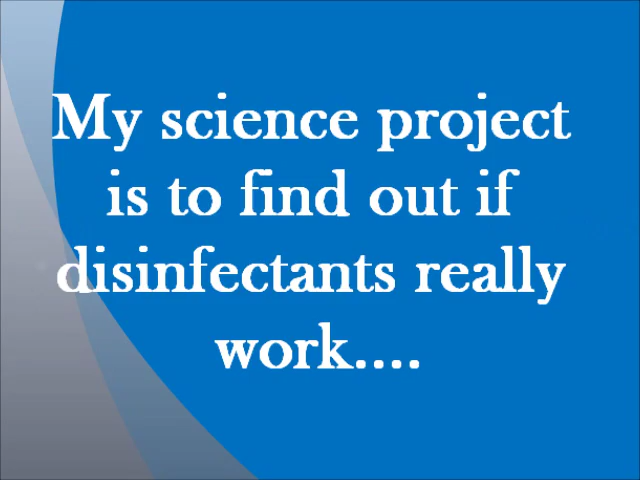 My science project
is to find out if
disinfectants really
work....